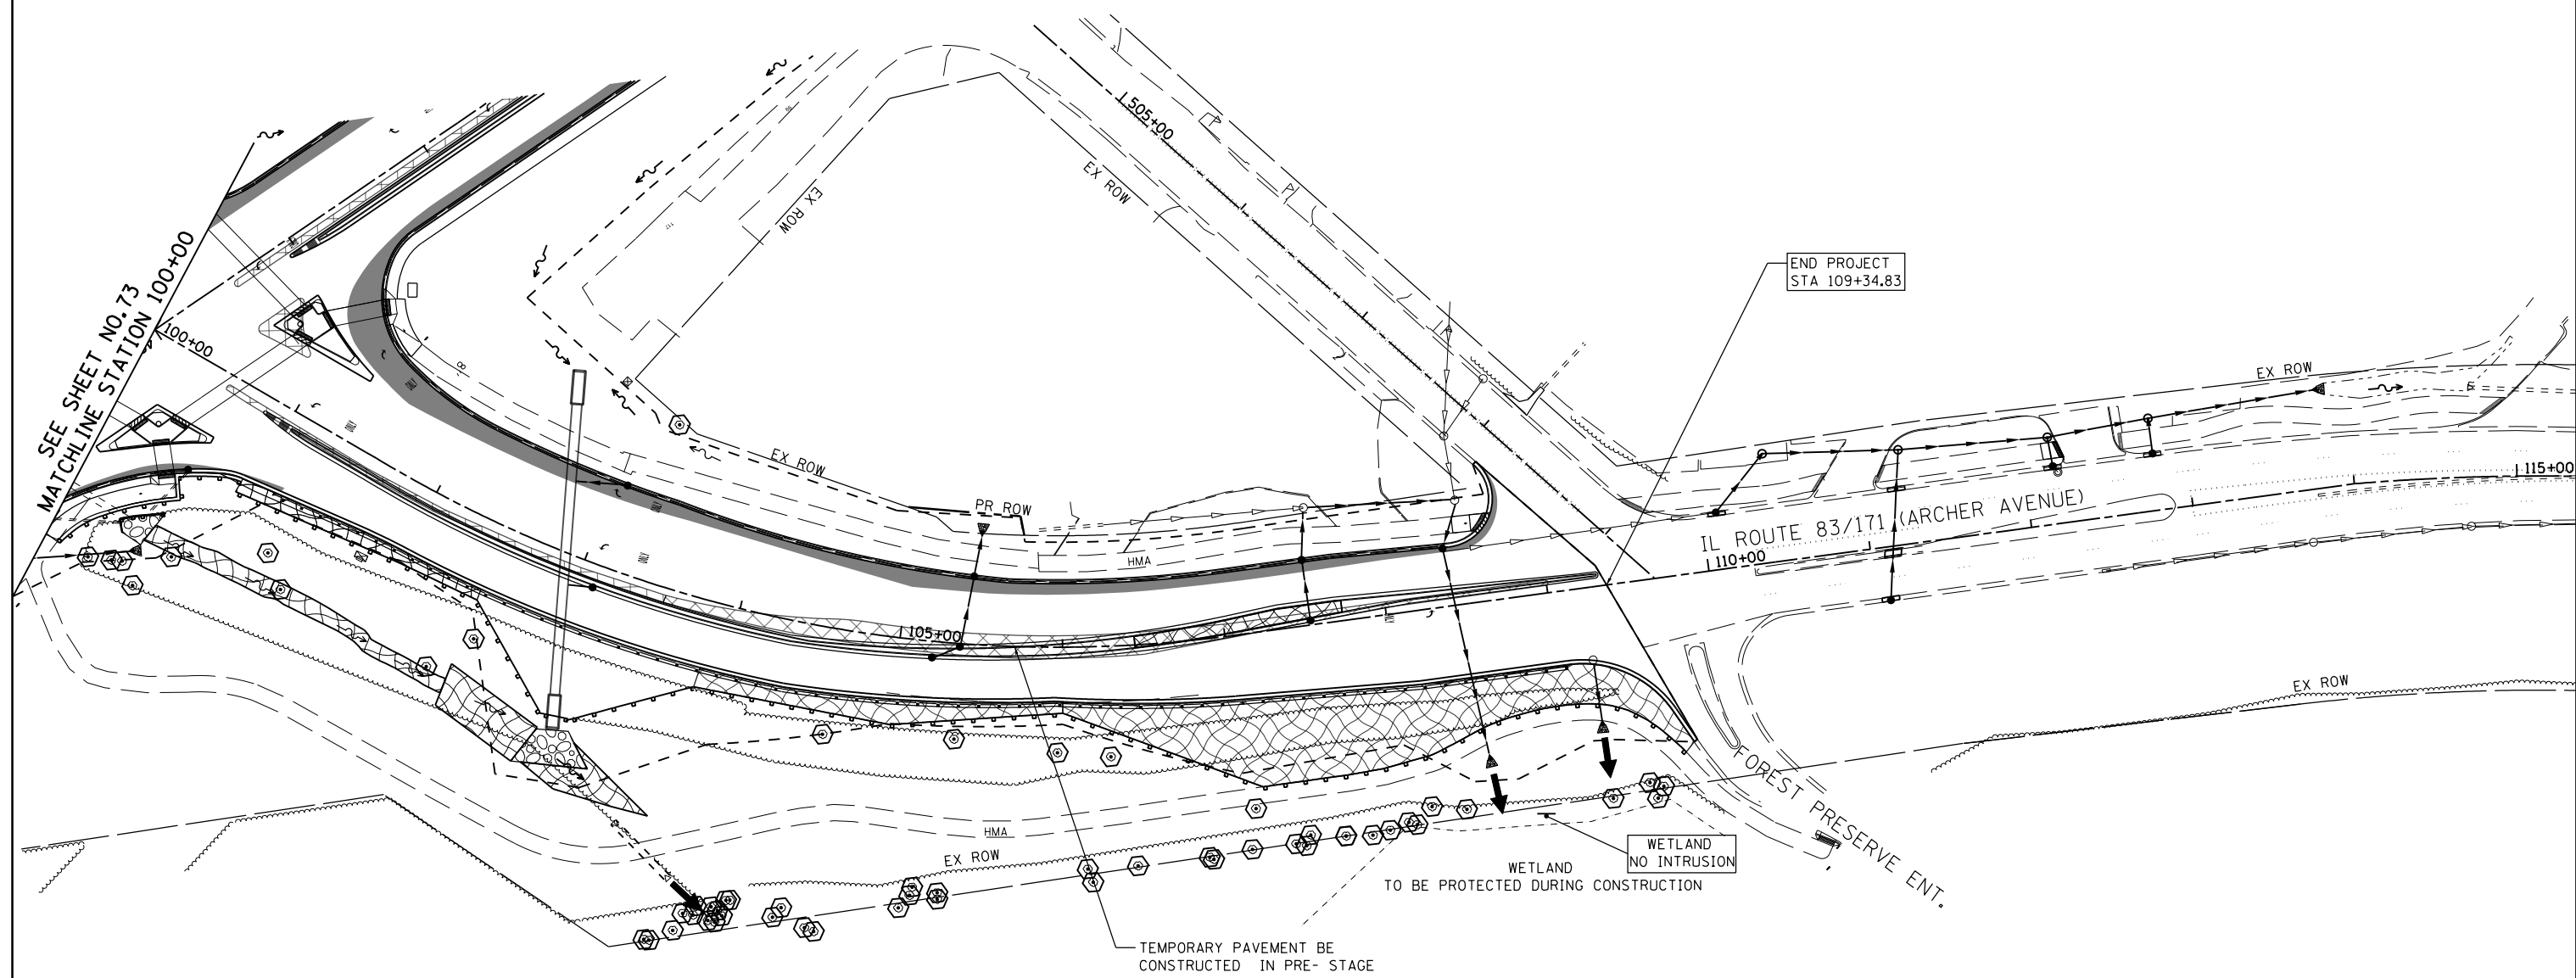 SEE SHEET NO. 73
MATCHLINE STATION 100+00
100+00
505+00
EX ROW
EX ROW
END PROJECT
STA 109+34.83
EX ROW
115+00
EX ROW
PR ROW
HMA
IL ROUTE 83/171 (ARCHER AVENUE)
110+00
105+00
EX ROW
FOREST PRESERVE ENT.
HMA
EX ROW
WETLAND
NO INTRUSION
WETLAND
TO BE PROTECTED DURING CONSTRUCTION
TEMPORARY PAVEMENT BE
CONSTRUCTED IN PRE- STAGE